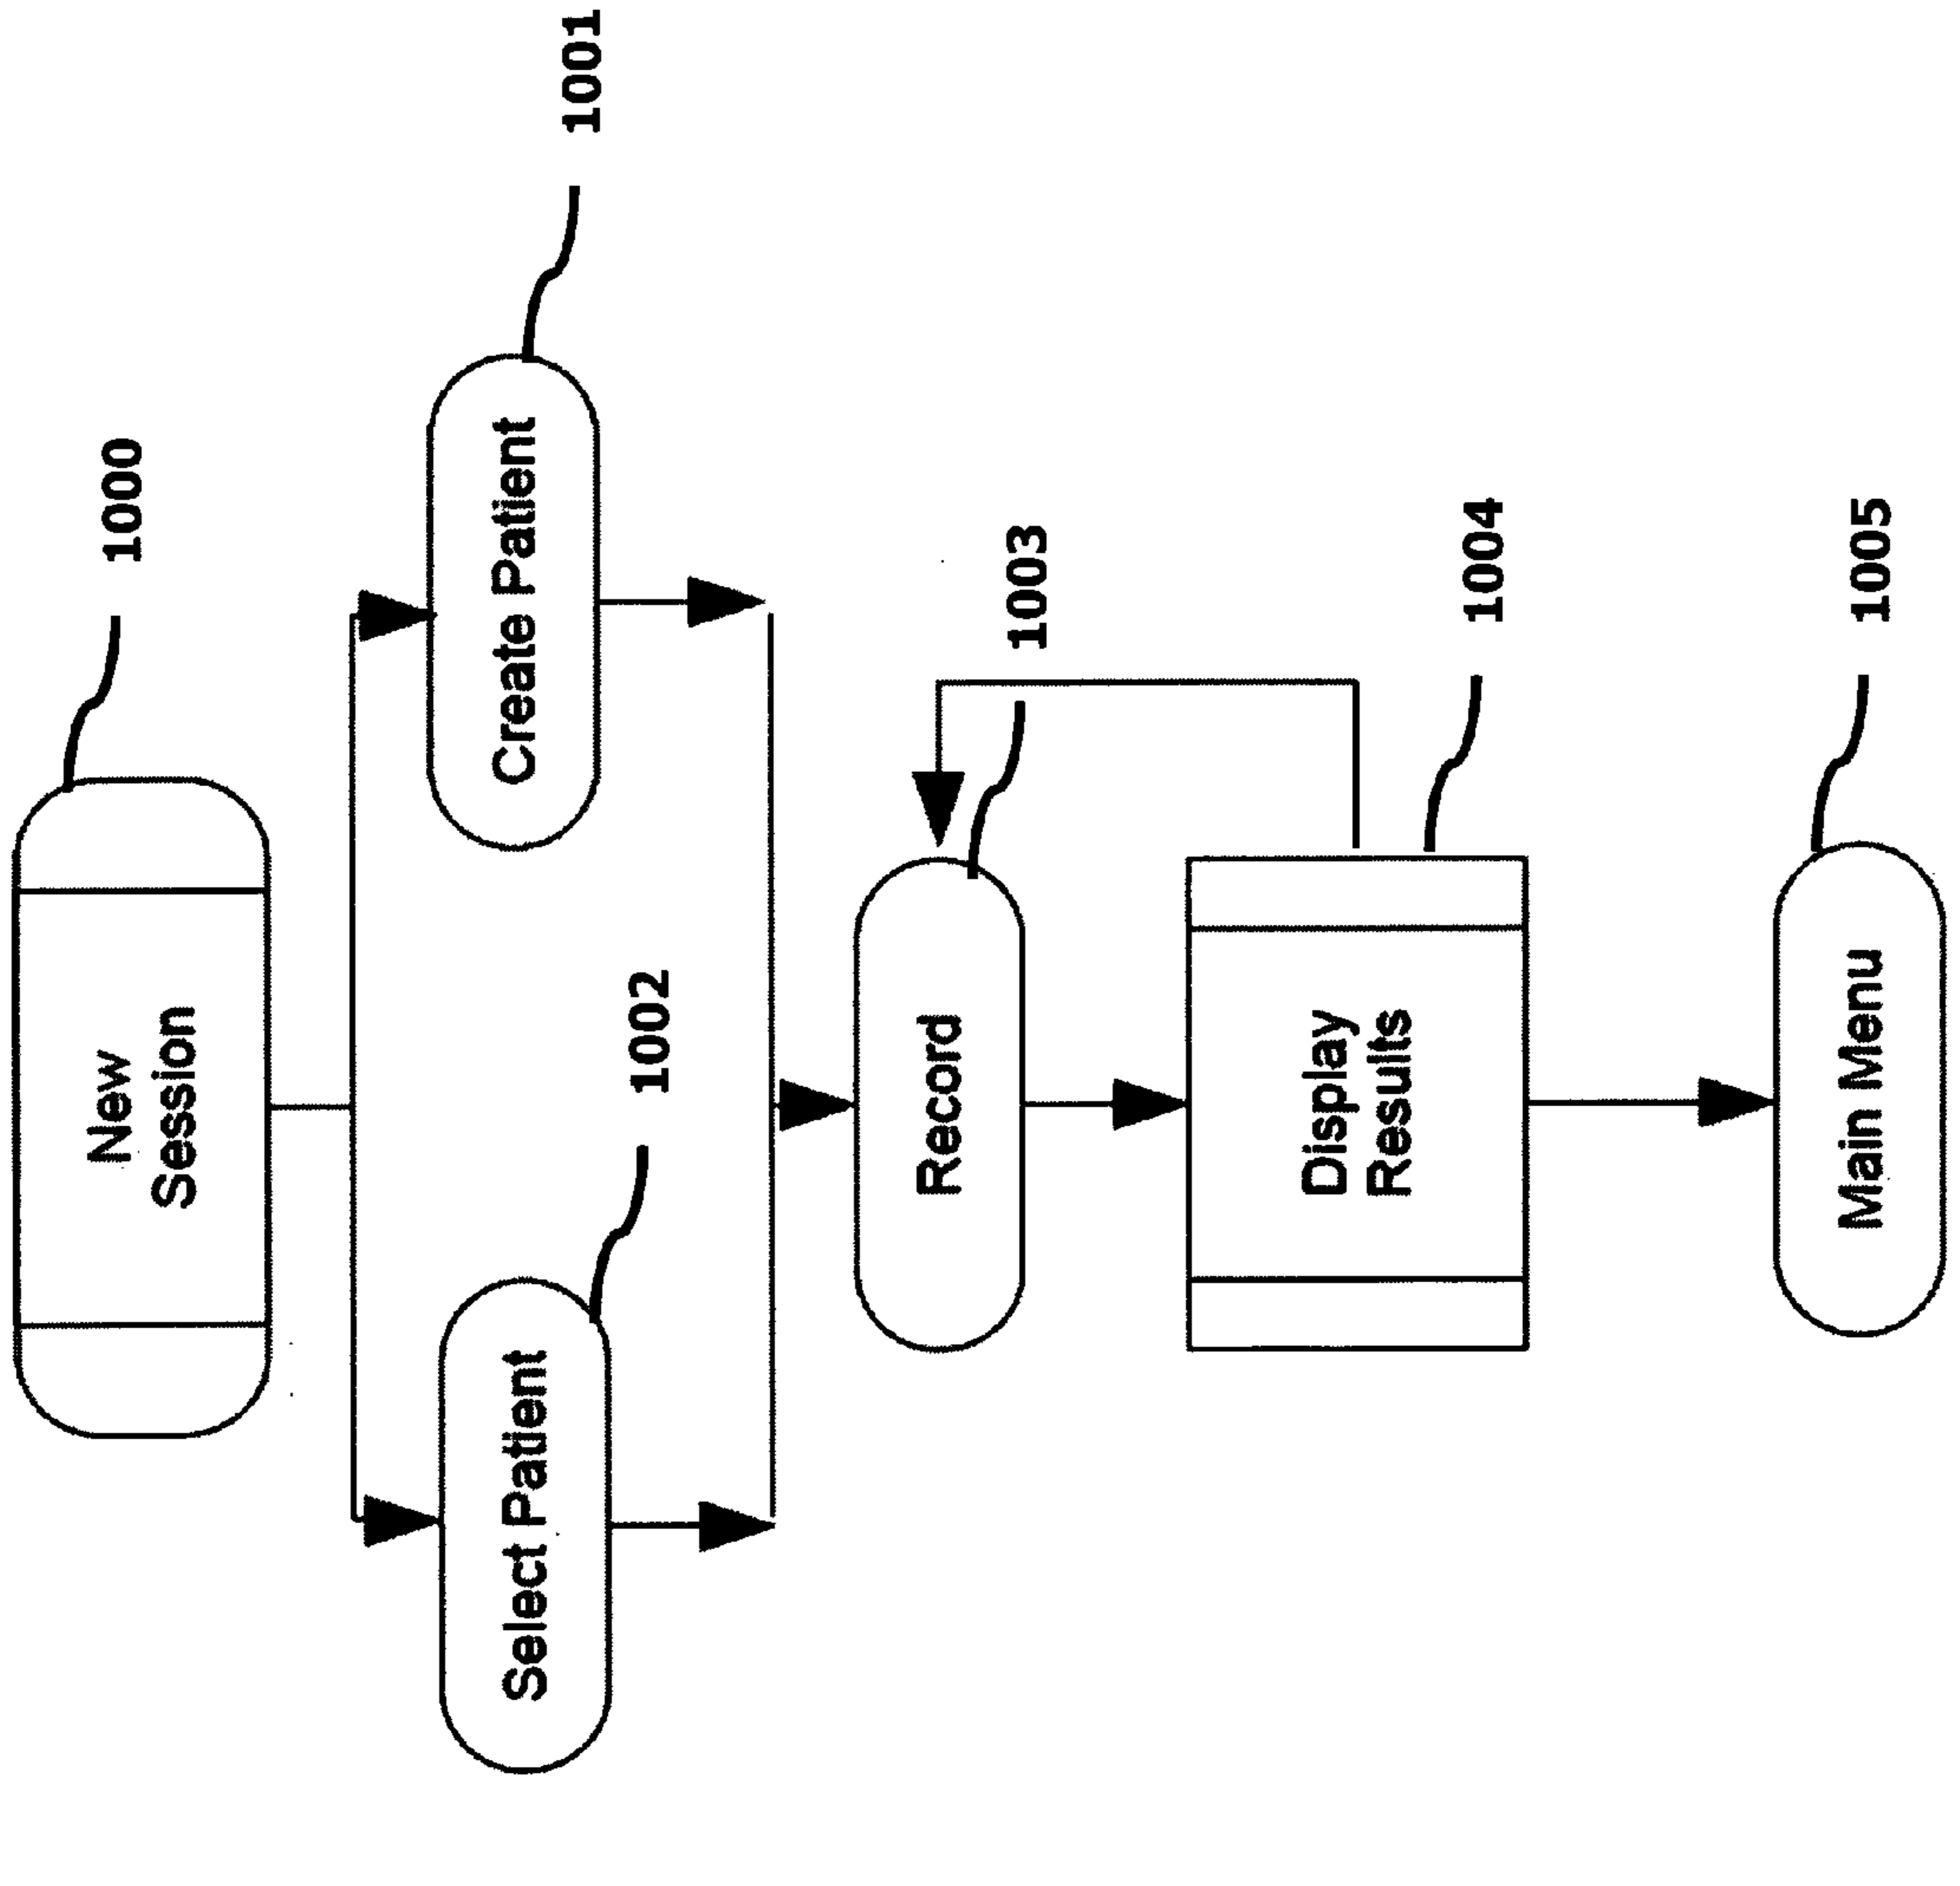 New
Session
1000
Create Patient
1001
Select Patient
1002
Record
1003
Display
Results
1004
Main Menu
1005